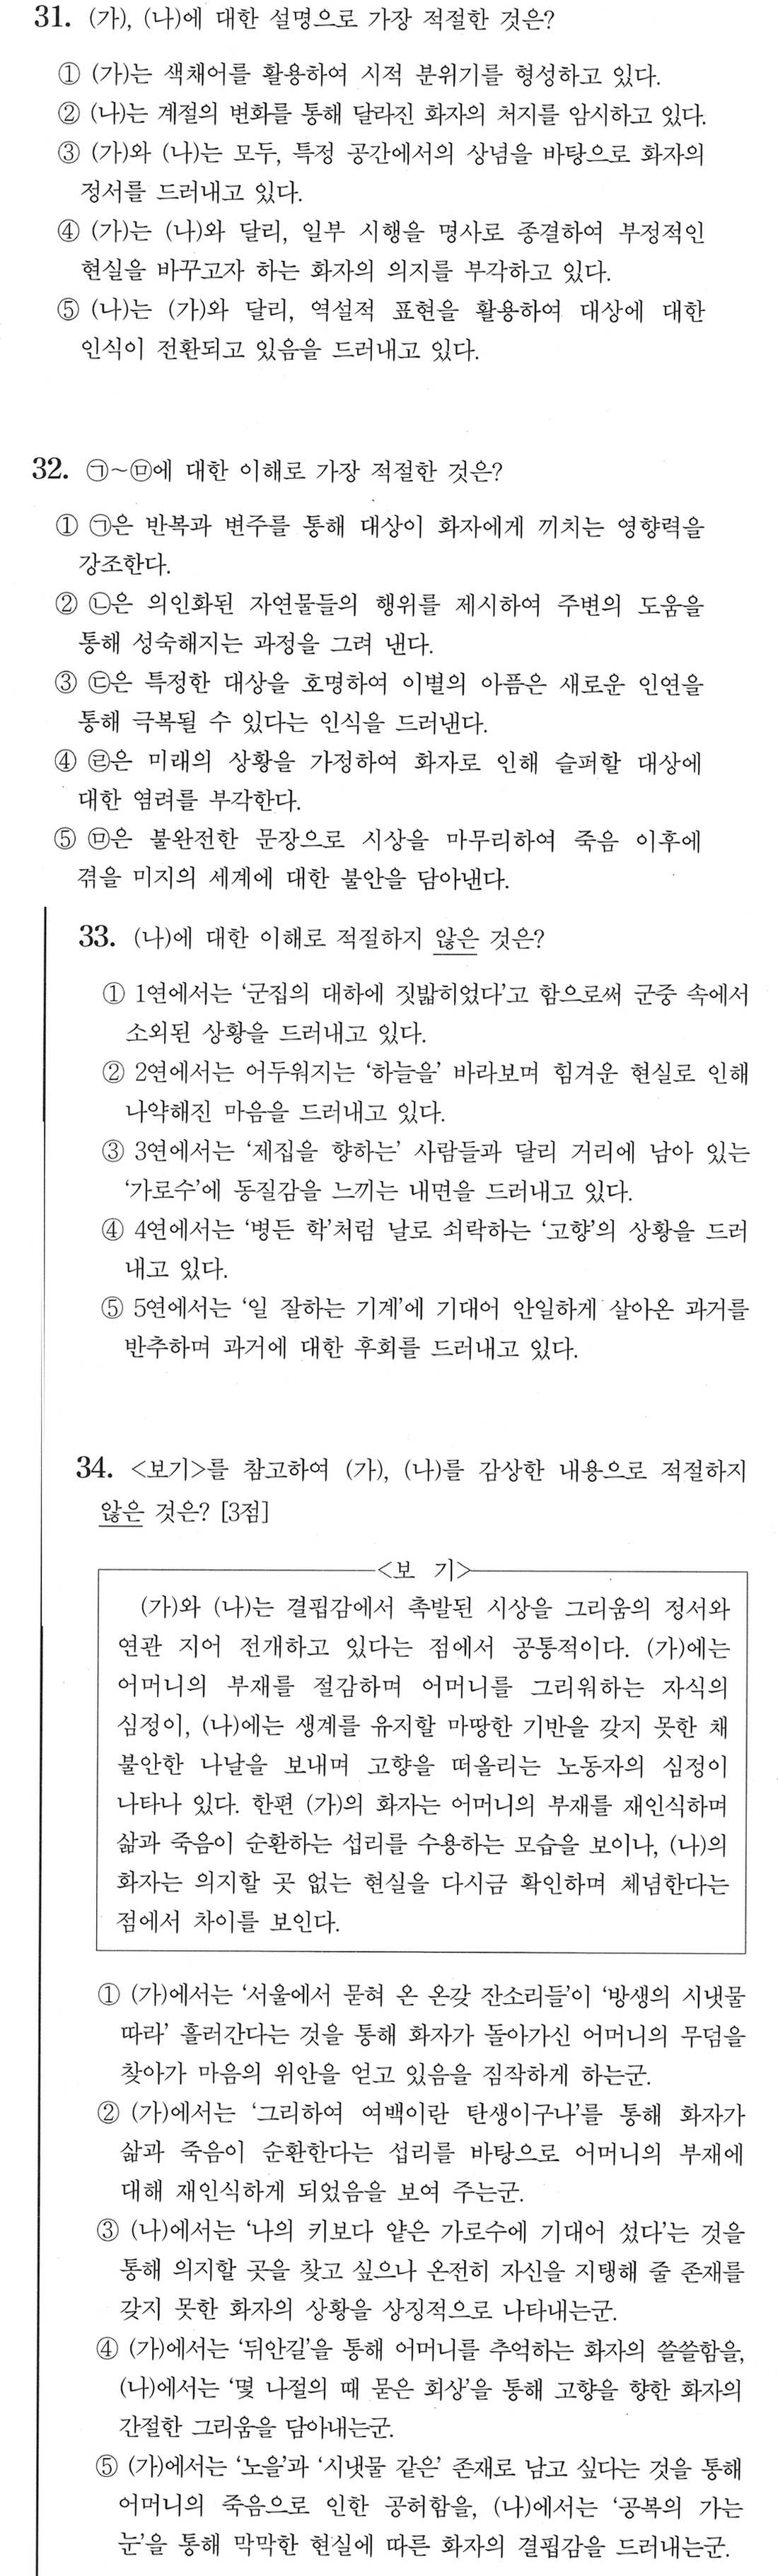 31. (가), (나)에 대한 설명으로 가장 적절한 것은?
① (가)는 색채어를 활용하여 시적 분위기를 형성하고 있다.
② (나)는 계절의 변화를 통해 달라진 화자의 처지를 암시하고 있다.
③ (가)와 (나)는 모두, 특정 공간에서의 상념을 바탕으로 화자의
정서를 드러내고 있다.
④ (가)는 (나)와 달리, 일부 시행을 명사로 종결하여 부정적인
현실을 바꾸고자 하는 화자의 의지를 부각하고 있다.
⑤ (나)는 (가)와 달리, 역설적 표현을 활용하여 대상에 대한
인식이 전환되고 있음을 드러내고 있다.
32. ㉠~㉤에 대한 이해로 가장 적절한 것은?
① ㉠은 반복과 변주를 통해 대상이 화자에게 끼치는 영향력을
강조한다.
② ㉡은 의인화된 자연물들의 행위를 제시하여 주변의 도움을
통해 성숙해지는 과정을 그려 낸다.
③ ㉢은 특정한 대상을 호명하여 이별의 아픔은 새로운 인연을
통해 극복될 수 있다는 인식을 드러낸다.
④ ㉣은 미래의 상황을 가정하여 화자로 인해 슬퍼할 대상에
대한 염려를 부각한다.
⑤ ㉤은 불완전한 문장으로 시상을 마무리하여 죽음 이후에
겪을 미지의 세계에 대한 불안을 담아낸다.
33. (나)에 대한 이해로 적절하지 않은 것은?
① 1연에서는 ‘군집의 대하에 짓밟히었다’고 함으로써 군중 속에서
소외된 상황을 드러내고 있다.
② 2연에서는 어두워지는 ‘하늘을’ 바라보며 힘겨운 현실로 인해
나약해진 마음을 드러내고 있다.
③ 3연에서는 ‘제집을 향하는’ 사람들과 달리 거리에 남아 있는
‘가로수’에 동질감을 느끼는 내면을 드러내고 있다.
④ 4연에서는 ‘병든 학’처럼 날로 쇠락하는 ‘고향’의 상황을 드러
내고 있다.
⑤ 5연에서는 ‘일 잘하는 기계’에 기대어 안일하게 살아온 과거를
반추하며 과거에 대한 후회를 드러내고 있다.
34. <보기>를 참고하여 (가), (나)를 감상한 내용으로 적절하지
않은 것은? [3점]
<보 기>
(가)와 (나)는 결핍감에서 촉발된 시상을 그리움의 정서와
연관 지어 전개하고 있다는 점에서 공통적이다. (가)에는
어머니의 부재를 절감하며 어머니를 그리워하는 자식의
심정이, (나)에는 생계를 유지할 마땅한 기반을 갖지 못한 채
불안한 나날을 보내며 고향을 떠올리는 노동자의 심정이
나타나 있다. 한편 (가)의 화자는 어머니의 부재를 재인식하며
삶과 죽음이 순환하는 섭리를 수용하는 모습을 보이나, (나)의
화자는 의지할 곳 없는 현실을 다시금 확인하며 체념한다는
점에서 차이를 보인다.
① (가)에서는 ‘서울에서 묻혀 온 온갖 잔소리들’이 ‘방생의 시냇물
따라’ 흘러간다는 것을 통해 화자가 돌아가신 어머니의 무덤을
찾아가 마음의 위안을 얻고 있음을 짐작하게 하는군.
② (가)에서는 ‘그리하여 여백이란 탄생이구나’를 통해 화자가
삶과 죽음이 순환한다는 섭리를 바탕으로 어머니의 부재에
대해 재인식하게 되었음을 보여 주는군.
③ (나)에서는 ‘나의 키보다 얕은 가로수에 기대어 섰다’는 것을
통해 의지할 곳을 찾고 싶으나 온전히 자신을 지탱해 줄 존재를
갖지 못한 화자의 상황을 상징적으로 나타내는군.
④ (가)에서는 ‘뒤안길’을 통해 어머니를 추억하는 화자의 쓸쓸함을,
(나)에서는 ‘몇 나절의 때 묻은 회상’을 통해 고향을 향한 화자의
간절한 그리움을 담아내는군.
⑤ (가)에서는 ‘노을’과 ‘시냇물 같은’ 존재로 남고 싶다는 것을 통해
어머니의 죽음으로 인한 공허함을, (나)에서는 ‘공복의 가는
눈’을 통해 막막한 현실에 따른 화자의 결핍감을 드러내는군.